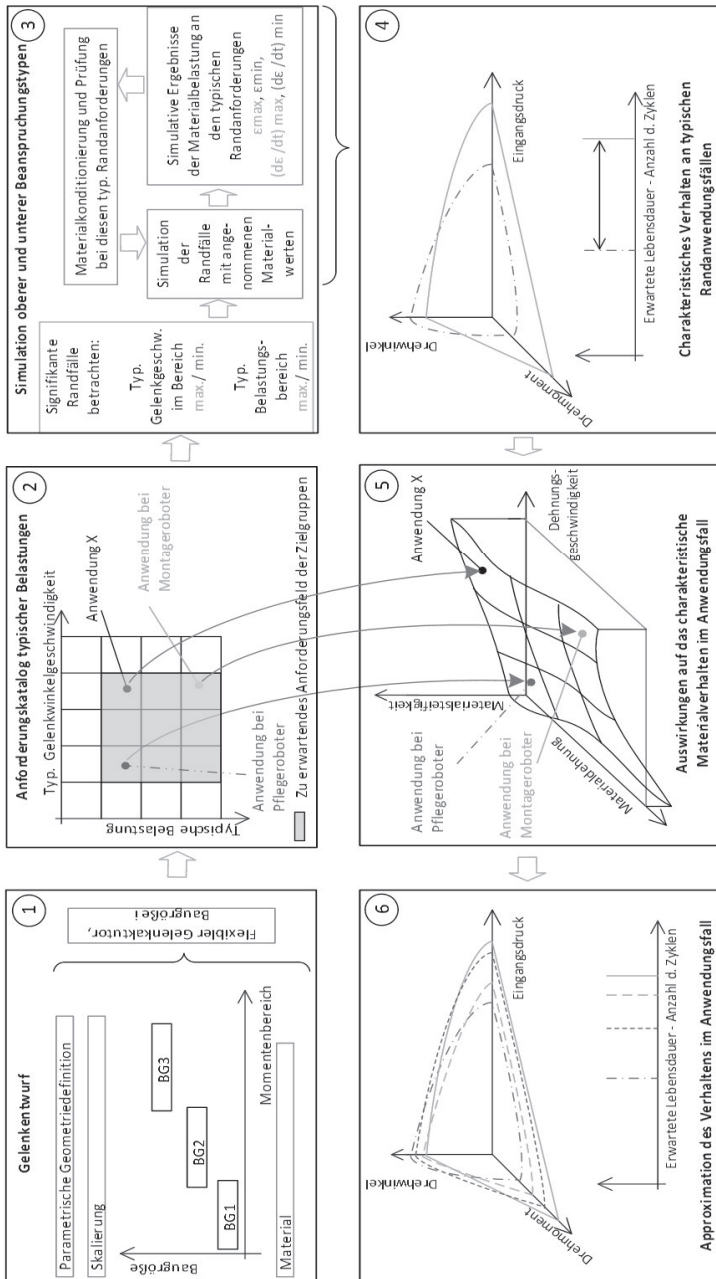 1
Gelenkentwurf
Parametrische Geometriedefinition
Skalierung
Baugröße
BG1
BG2
BG3
Momentenbereich
Material
Flexibler Gelenkaktutor,
Baugröße i
2
Anforderungskatalog typischer Belastungen
Typ. Gelenkwinkelgeschwindigkeit
Typische Belastung
Anwendung X
Anwendung bei
Montageroboter
Anwendung bei
Pflegeroboter
Zu erwartendes Anforderungsfeld der Zielgruppen
3
Simulation oberer und unterer Beanspruchungstypen
Signifikante
Randfälle
betrachten:
Typ.
Gelenkgeschw.
im Bereich
max./ min.
Typ.
Belastungs-
bereich
max./ min.
Materialkonditionierung und Prüfung
bei diesen typ. Randanforderungen
Simulation
der
Randfälle
mit ange-
nommenen
Material-
werten
Simulative Ergebnisse
der Materialbelastung an
den typischen
Randanforderungen
εmax, εmin,
(dε /dt) max, (dε /dt) min
4
Drehwinkel
Eingangsdruck
Drehmoment
Erwartete Lebensdauer - Anzahl d. Zyklen
Charakteristisches Verhalten an typischen
Randanwendungsfällen
5
Anwendung X
Anwendung bei
Pflegeroboter
Anwendung bei
Montageroboter
Materialsteifigkeit
Dehnungs-
geschwindigkeit
Materialdehnung
Auswirkungen auf das charakteristische
Materialverhalten im Anwendungsfall
6
Drehwinkel
Eingangsdruck
Drehmoment
Erwartete Lebensdauer - Anzahl d. Zyklen
Approximation des Verhaltens im Anwendungsfall